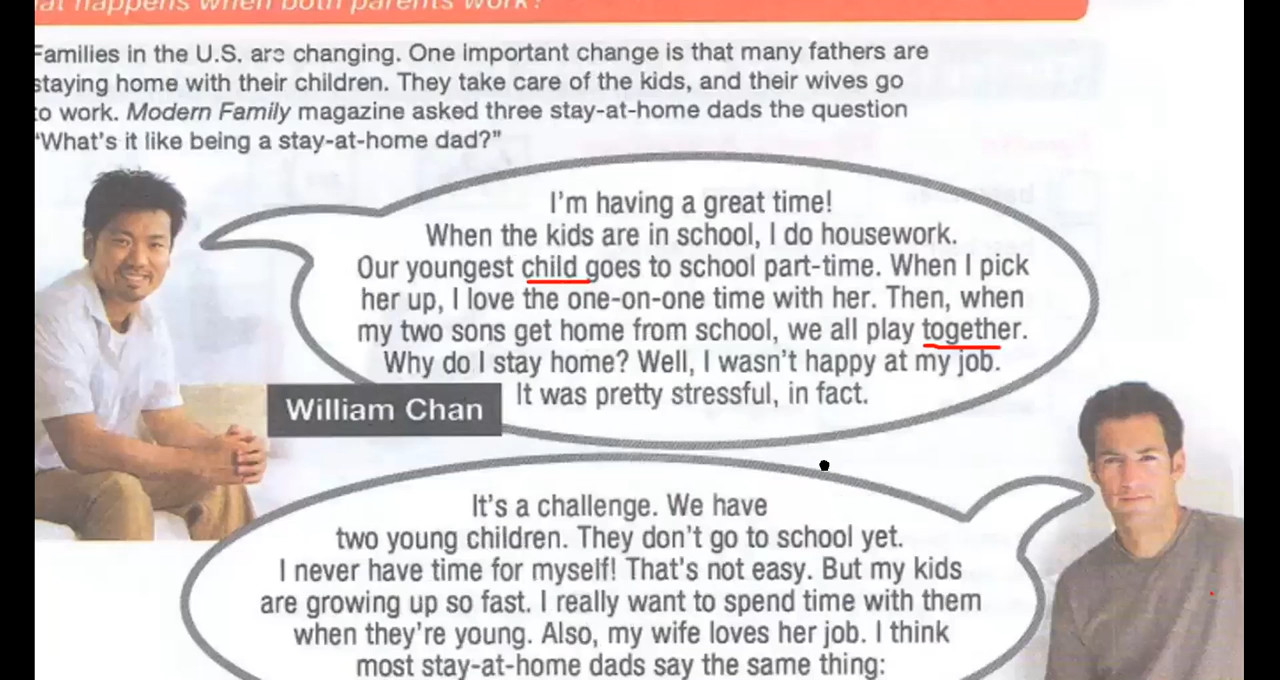 at happens when both parents work?
Families in the U.S. are changing. One important change is that many fathers are
staying home with their children. They take care of the kids, and their wives go
to work. Modern Family magazine asked three stay-at-home dads the question
"What's it like being a stay-at-home dad?"
I'm having a great time!
When the kids are in school, I do housework.
Our youngest child goes to school part-time. When I pick
her up, I love the one-on-one time with her. Then, when
my two sons get home from school, we all play together.
Why do I stay home? Well, I wasn't happy at my job.
It was pretty stressful, in fact.
William Chan
It's a challenge. We have
two young children. They don't go to school yet.
I never have time for myself! That's not easy. But my kids
are growing up so fast. I really want to spend time with them
when they're young. Also, my wife loves her job. I think
most stay-at-home dads say the same thing: